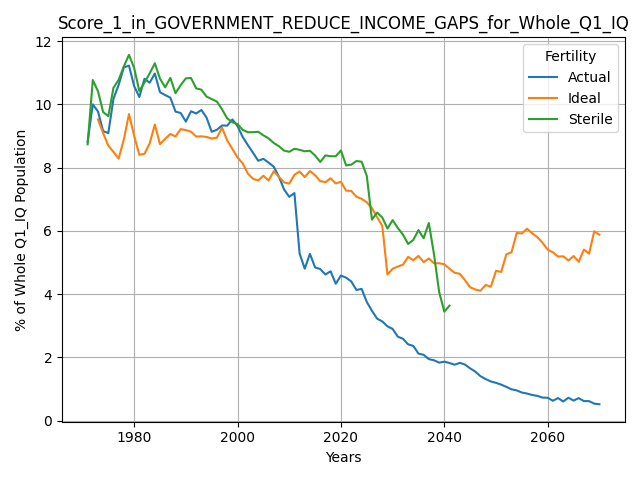 Score_1_in_GOVERNMENT_REDUCE_INCOME_GAPS_for_Whole_Q1_IQ
% of Whole Q1_IQ Population
12
10
8
6
4
2
0
Fertility
Actual
Ideal
Sterile
1980
2000
2020
2040
2060
Years